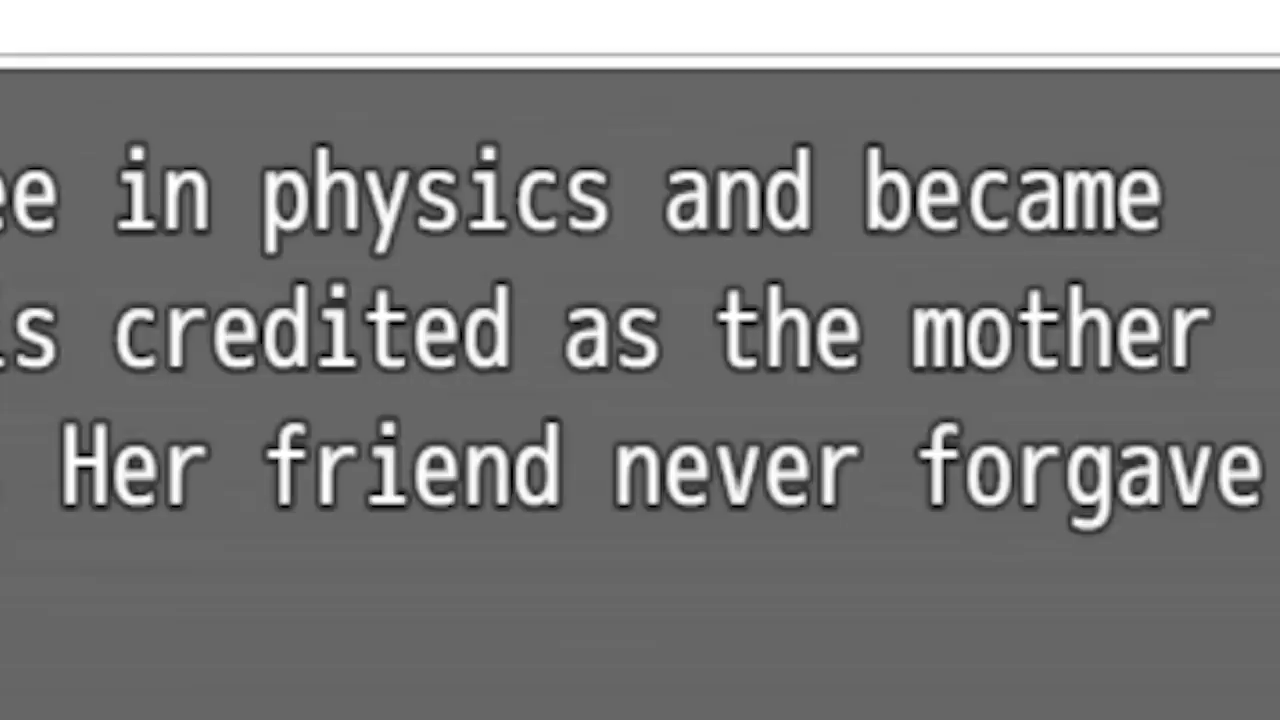 in physics and became
credited as the mother
Her friend never forgave